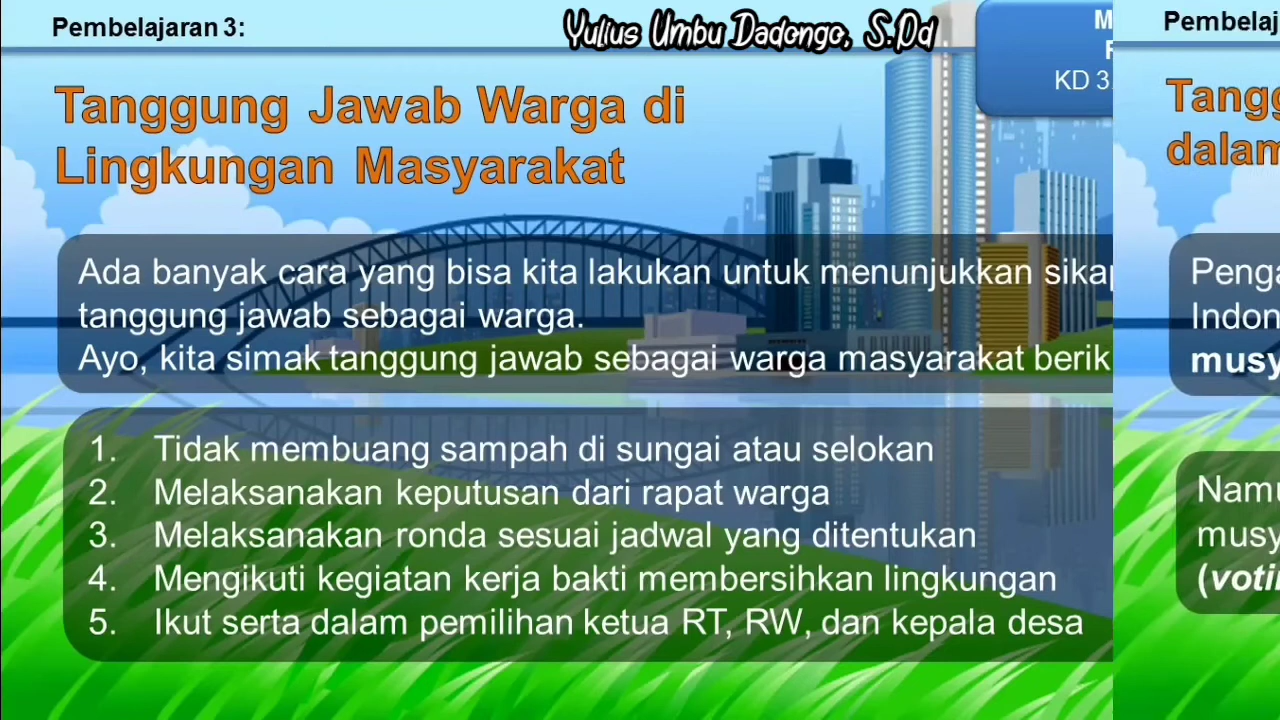 Pembelajaran 3:
Yulius Umbu Dadongo, S.Pd
KD 3.
Tanggung Jawab Warga di
Lingkungan Masyarakat
Ada banyak cara yang bisa kita lakukan untuk menunjukkan sikap
tanggung jawab sebagai warga.
Ayo, kita simak tanggung jawab sebagai warga masyarakat berik
1. Tidak membuang sampah di sungai atau selokan
2. Melaksanakan keputusan dari rapat warga
3. Melaksanakan ronda sesuai jadwal yang ditentukan
4. Mengikuti kegiatan kerja bakti membersihkan lingkungan
5. Ikut serta dalam pemilihan ketua RT, RW, dan kepala desa
Pembelaj
Tangg
dalam
Penga
Indon
musy
musy